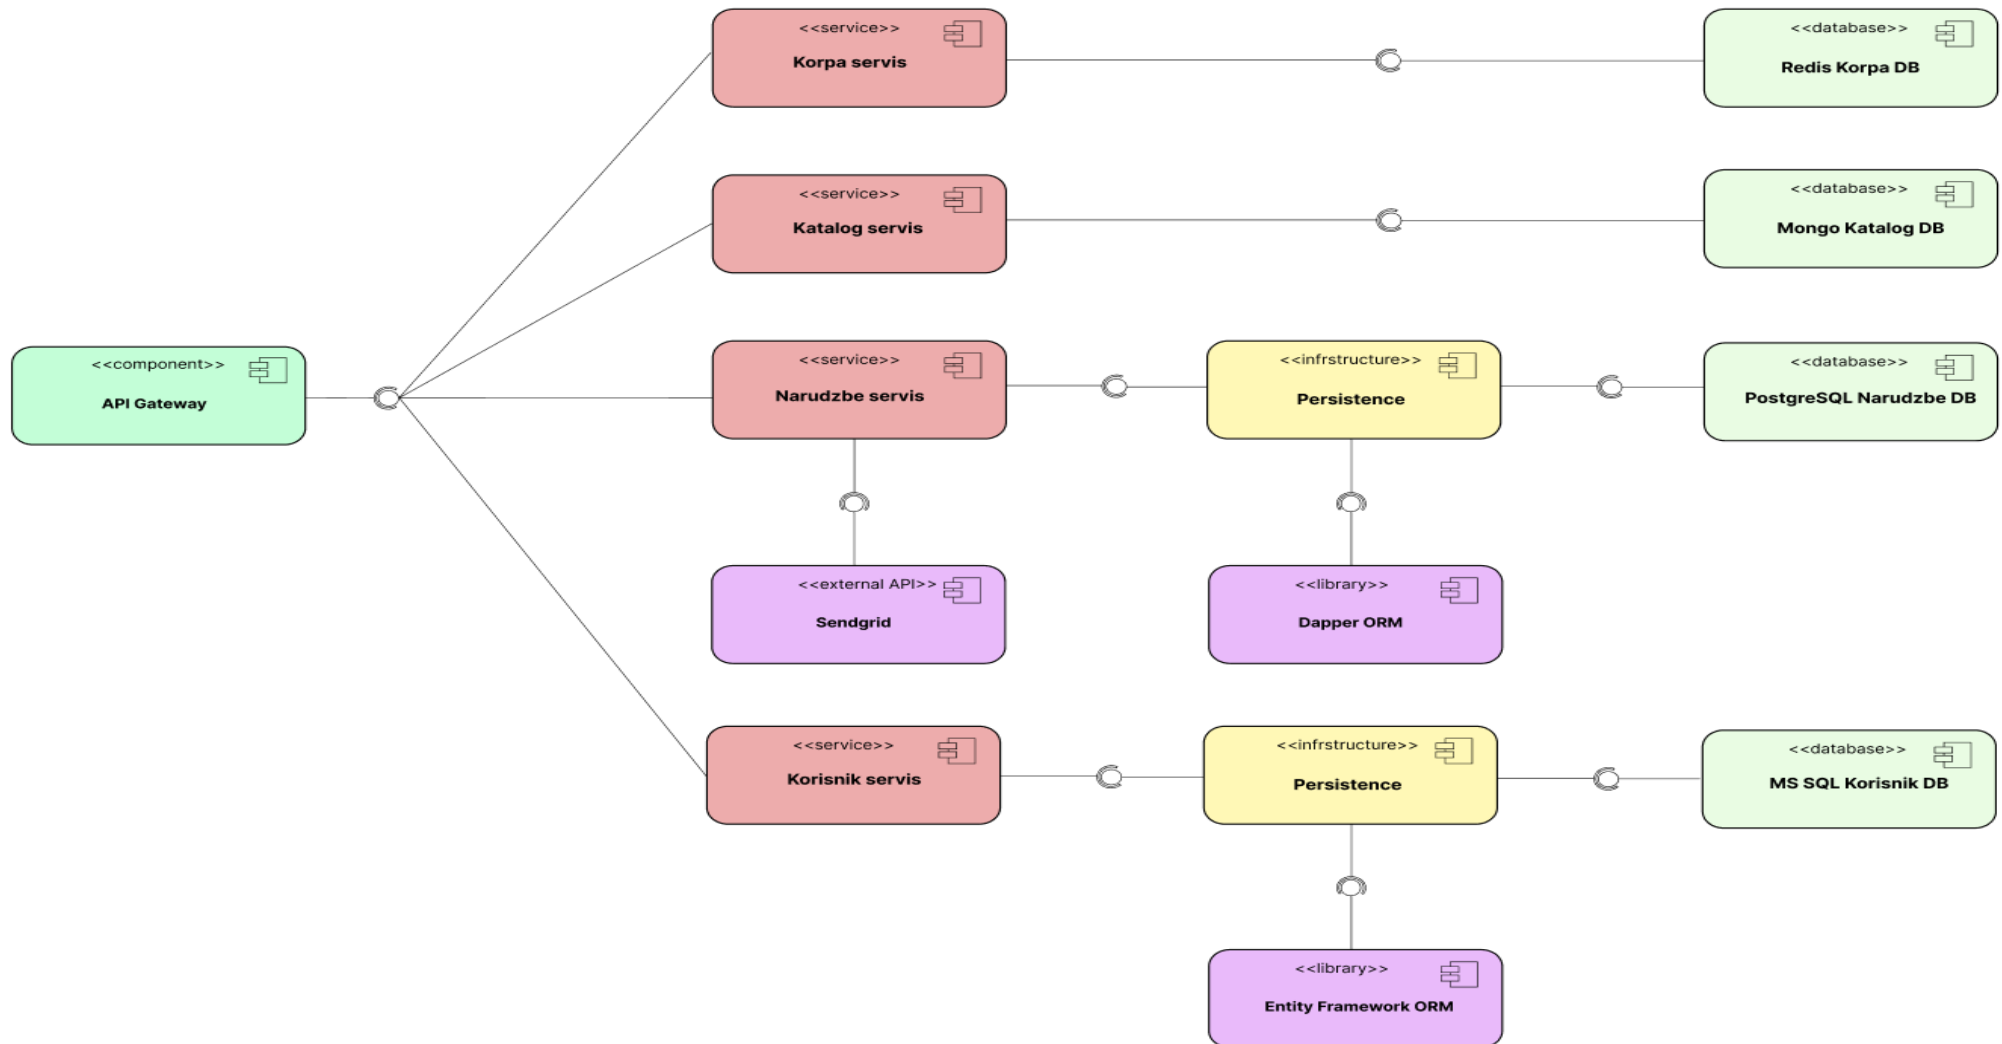 <<service>>
Korpa servis
<<database>>
Redis Korpa DB
<<service>>
Katalog servis
<<database>>
Mongo Katalog DB
<<component>>
API Gateway
<<service>>
Narudzbe servis
<<infrstructure>>
Persistence
<<database>>
PostgreSQL Narudzbe DB
<<external API>>
Sendgrid
<<library>>
Dapper ORM
<<service>>
Korisnik servis
<<infrstructure>>
Persistence
<<database>>
MS SQL Korisnik DB
<<library>>
Entity Framework ORM